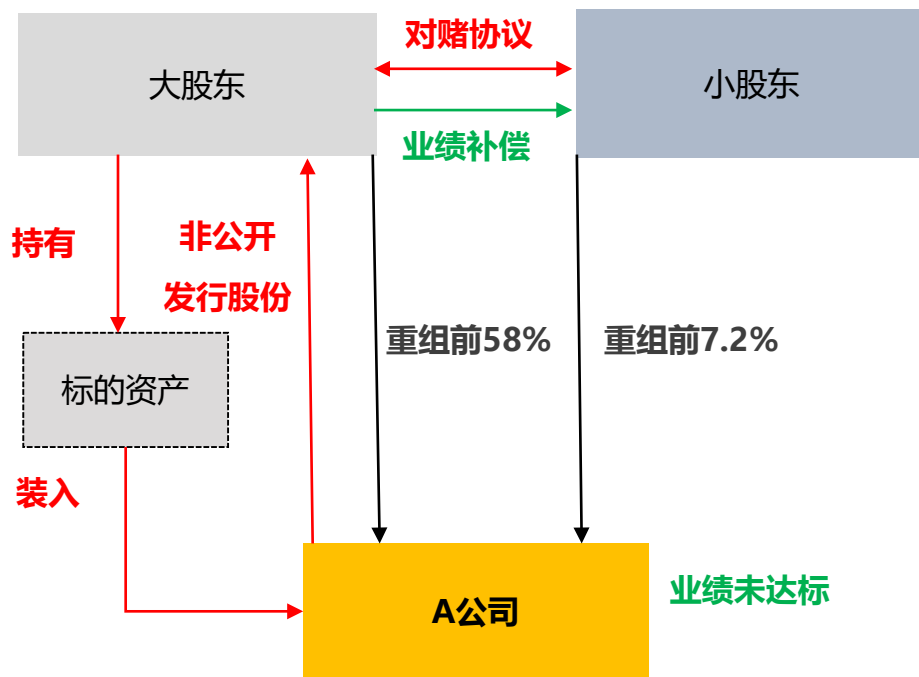 对赌协议
大股东
小股东
业绩补偿
持有
非公开
发行股份
重组前58%
重组前7.2%
标的资产
装入
A公司
业绩未达标